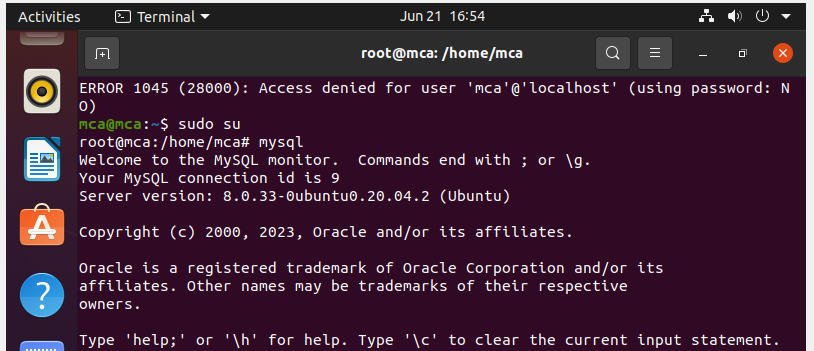 Activities Terminal Jun 21 16:54
root@mca: /home/mca
ERROR 1045 (28000): Access denied for user 'mca'@'localhost' (using password: N
O)
mca@mca:~$ sudo su
root@mca:/home/mca# mysql
Welcome to the MySQL monitor.  Commands end with ; or \g.
Your MySQL connection id is 9
Server version: 8.0.33-0ubuntu0.20.04.2 (Ubuntu)
Copyright (c) 2000, 2023, Oracle and/or its affiliates.
Oracle is a registered trademark of Oracle Corporation and/or its
affiliates. Other names may be trademarks of their respective
owners.
Type 'help;' or '\h' for help. Type '\c' to clear the current input statement.